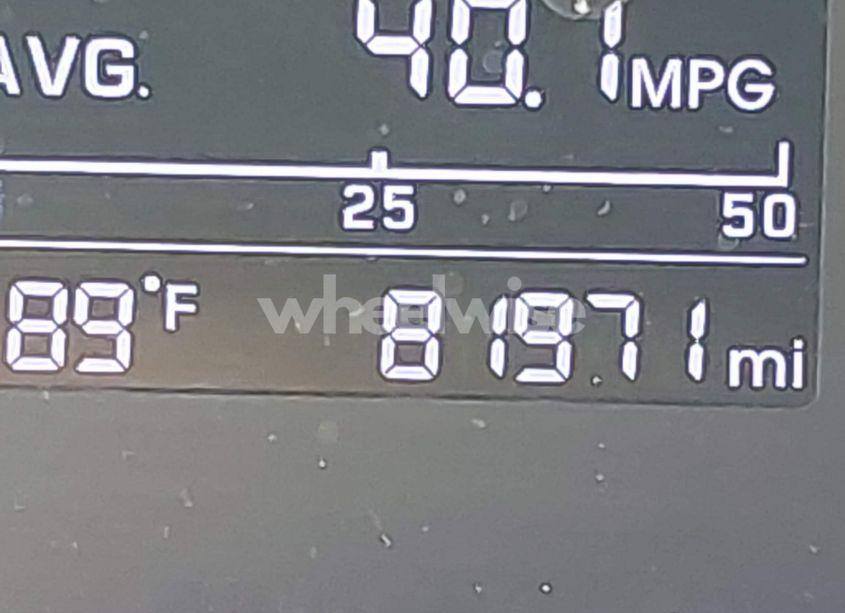 AVG. 40.1 MPG
25 50
89°F 81971 mi
wheelwise